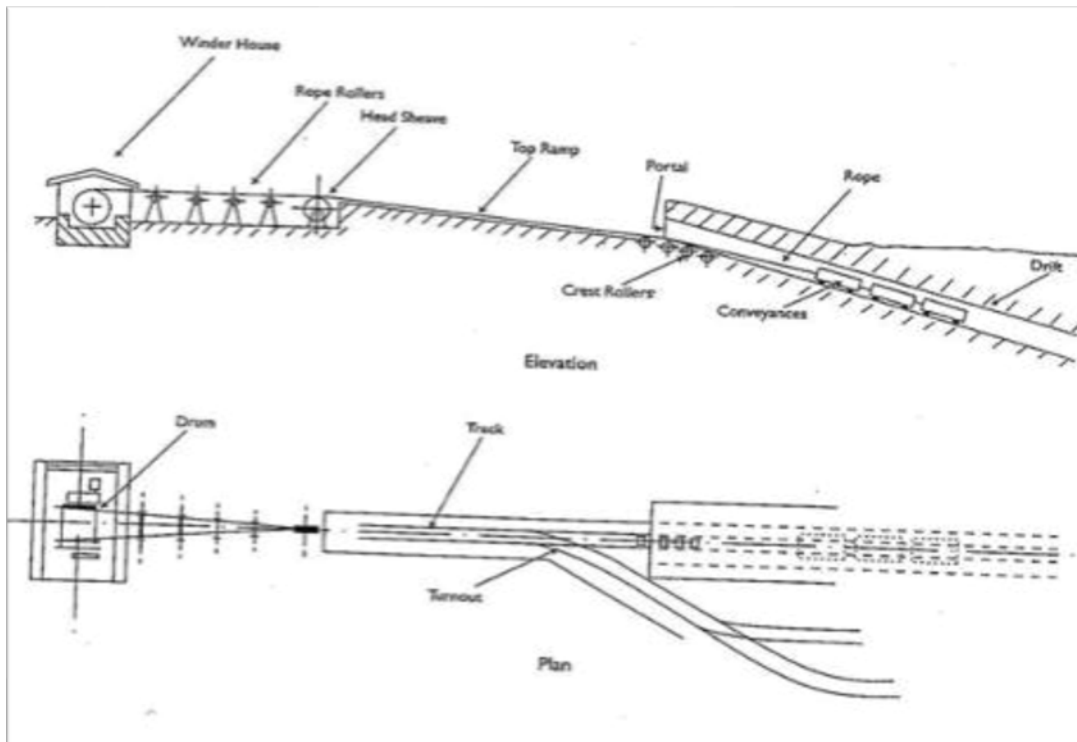 Winder House
Rope Rollers
Head Sheave
Top Ramp
Portal
Rope
Drift
Crest Rollers
Conveyances
Elevation
Drum
Track
Turnout
Plan